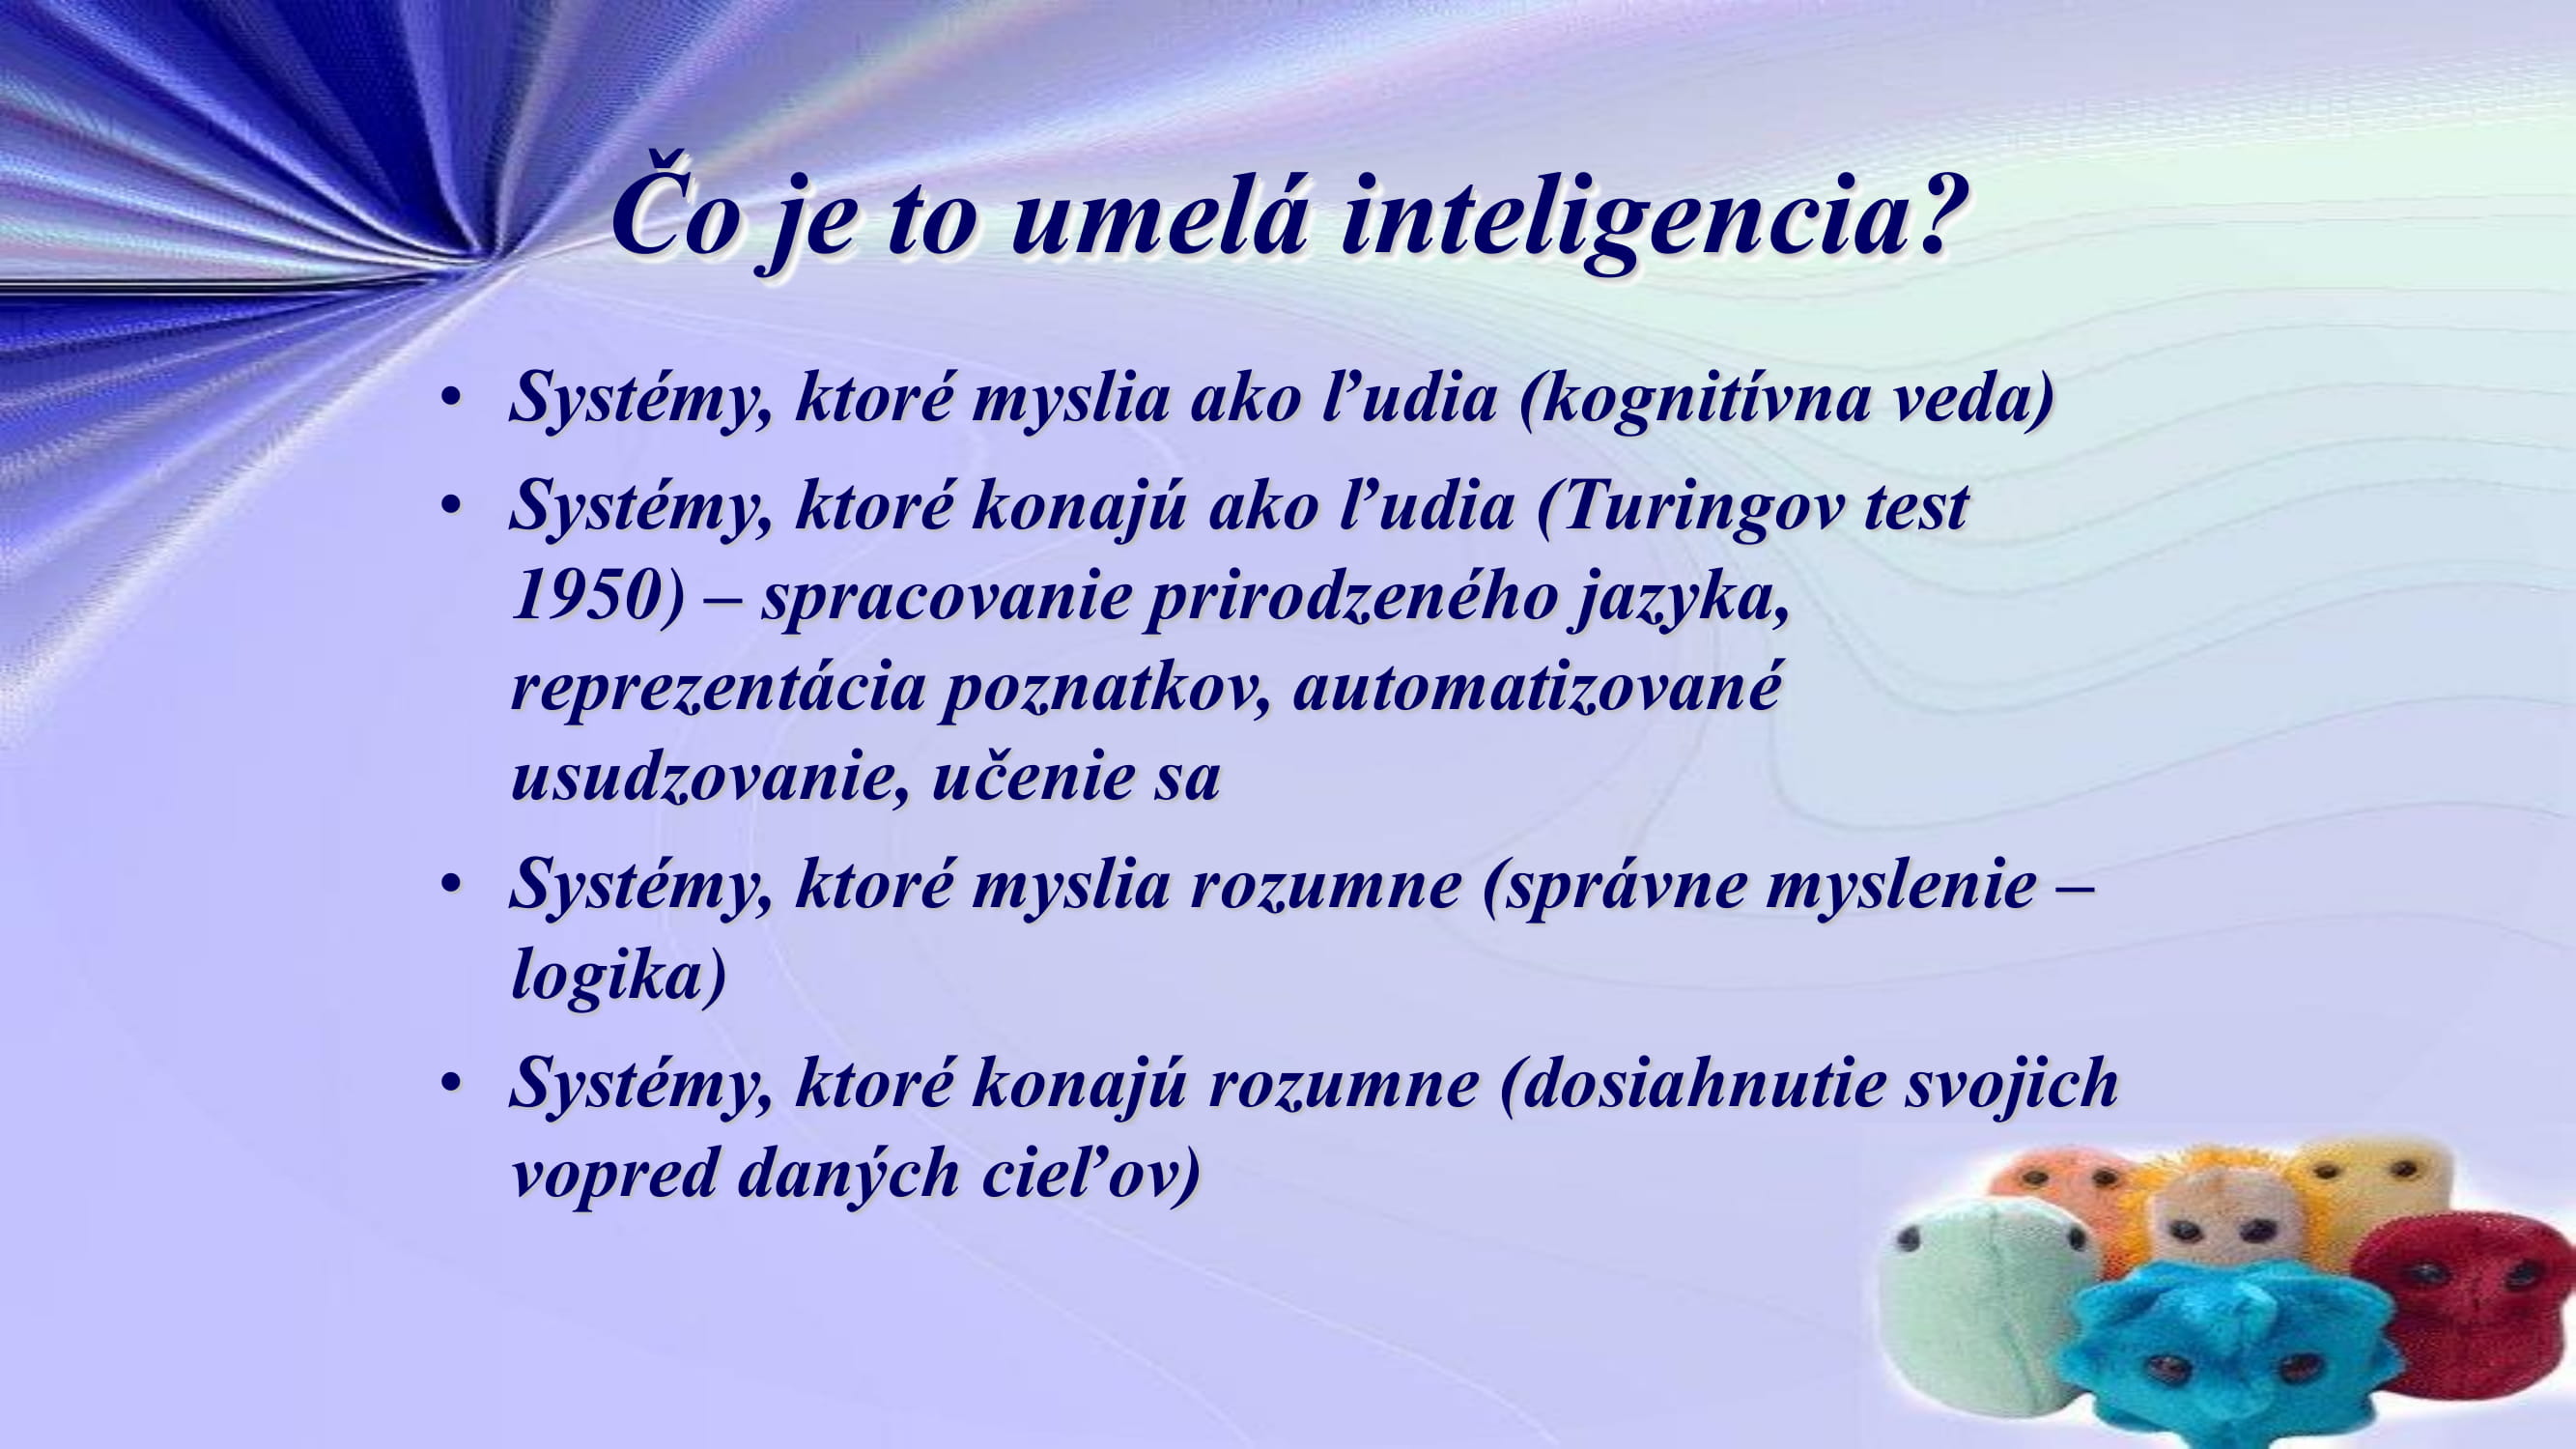 Čo je to umelá inteligencia?
• Systémy, ktoré myslia ako ľudia (kognitívna veda)
• Systémy, ktoré konajú ako ľudia (Turingov test
1950) – spracovanie prirodzeného jazyka,
reprezentácia poznatkov, automatizované
usudzovanie, učenie sa
• Systémy, ktoré myslia rozumne (správne myslenie –
logika)
• Systémy, ktoré konajú rozumne (dosiahnutie svojich
vopred daných cieľov)